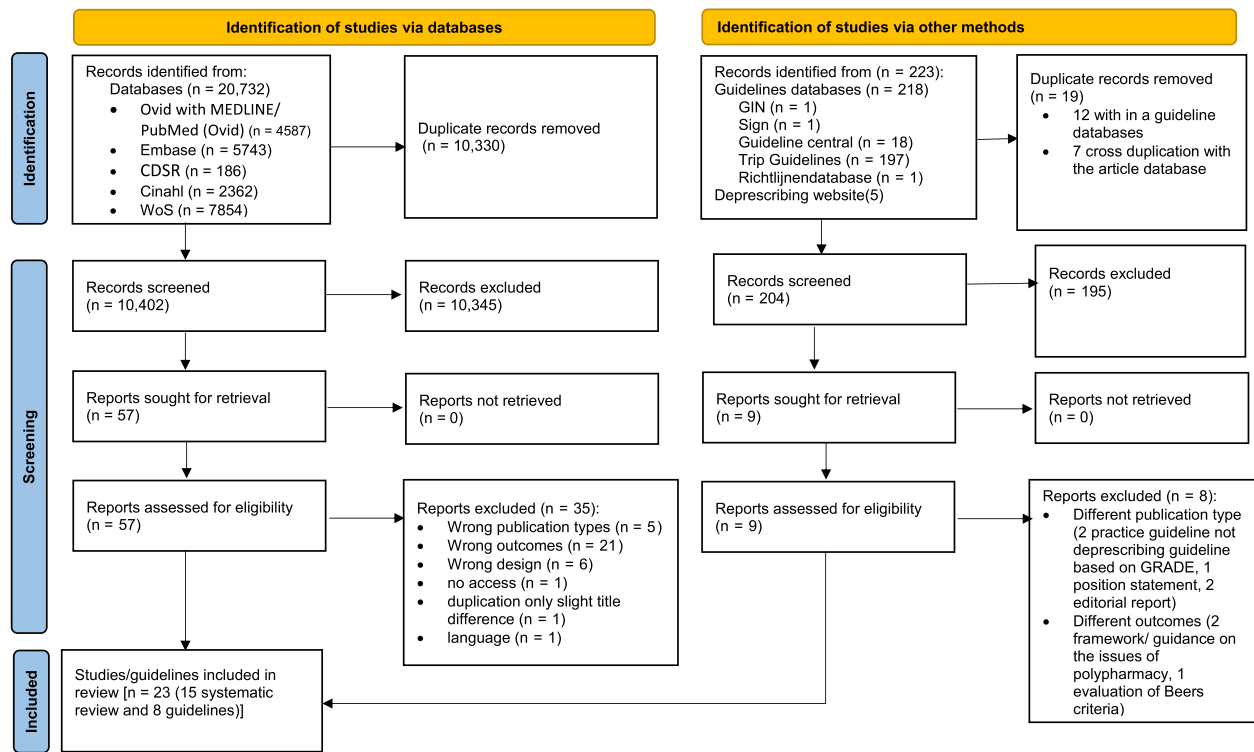 Identification of studies via databases
Identification of studies via other methods
Identification
Records identified from:
Databases (n = 20,732)
• Ovid with MEDLINE/
PubMed (Ovid) (n = 4587)
• Embase (n = 5743)
• CDSR (n = 186)
• Cinahl (n = 2362)
• WoS (n = 7854)
Duplicate records removed
(n = 10,330)
Records identified from (n = 223):
Guidelines databases (n = 218)
GIN (n = 1)
Sign (n = 1)
Guideline central (n = 18)
Trip Guidelines (n = 197)
Richtlijnendatabase (n = 1)
Deprescribing website(5)
Duplicate records removed
(n = 19)
• 12 with in a guideline
databases
• 7 cross duplication with
the article database
Screening
Records screened
(n = 10,402)
Records excluded
(n = 10,345)
Records screened
(n = 204)
Records excluded
(n = 195)
Reports sought for retrieval
(n = 57)
Reports not retrieved
(n = 0)
Reports sought for retrieval
(n = 9)
Reports not retrieved
(n = 0)
Reports assessed for eligibility
(n = 57)
Reports excluded (n = 35):
• Wrong publication types (n = 5)
• Wrong outcomes (n = 21)
• Wrong design (n = 6)
• no access (n = 1)
• duplication only slight title
difference (n = 1)
• language (n = 1)
Reports assessed for eligibility
(n = 9)
Reports excluded (n = 8):
• Different publication type
(2 practice guideline not
deprescribing guideline
based on GRADE, 1
position statement, 2
editorial report)
• Different outcomes (2
framework/ guidance on
the issues of
polypharmacy, 1
evaluation of Beers
criteria)
Included
Studies/guidelines included in
review [n = 23 (15 systematic
review and 8 guidelines)]